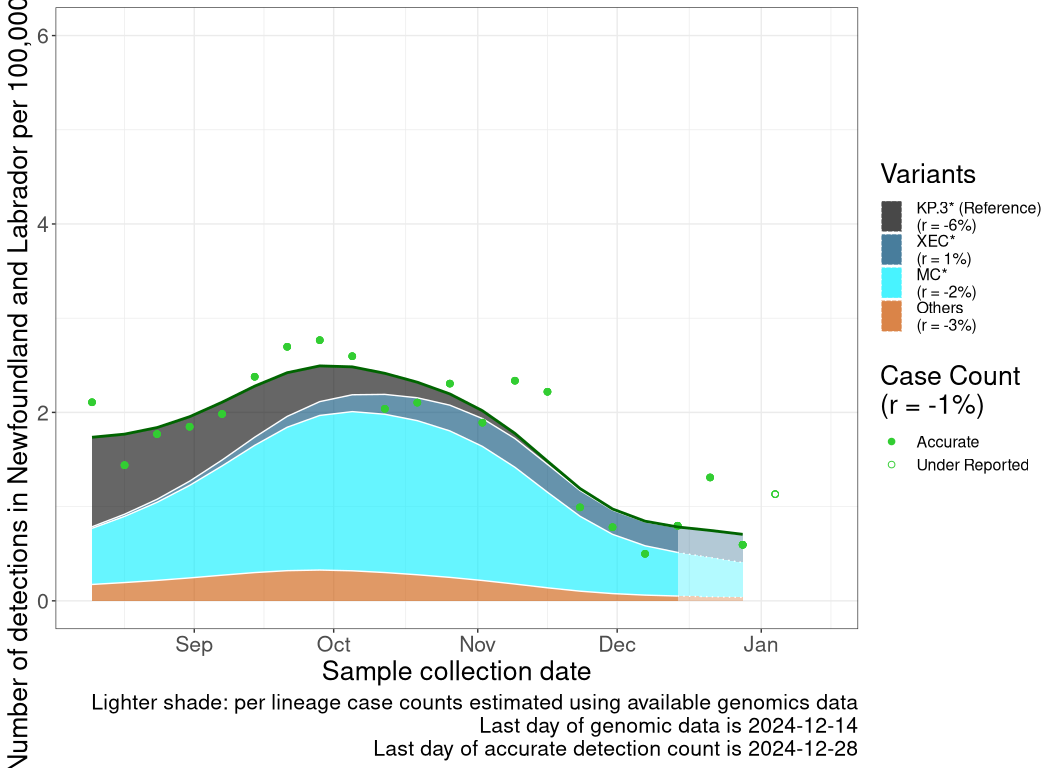 Number of detections in Newfoundland and Labrador per 100,000
6
4
2
0
Sep
Oct
Nov
Dec
Jan
Sample collection date
Lighter shade: per lineage case counts estimated using available genomics data
Last day of genomic data is 2024-12-14
Last day of accurate detection count is 2024-12-28
Variants
KP.3* (Reference)
(r = -6%)
XEC*
(r = 1%)
MC*
(r = -2%)
Others
(r = -3%)
Case Count
(r = -1%)
Accurate
Under Reported